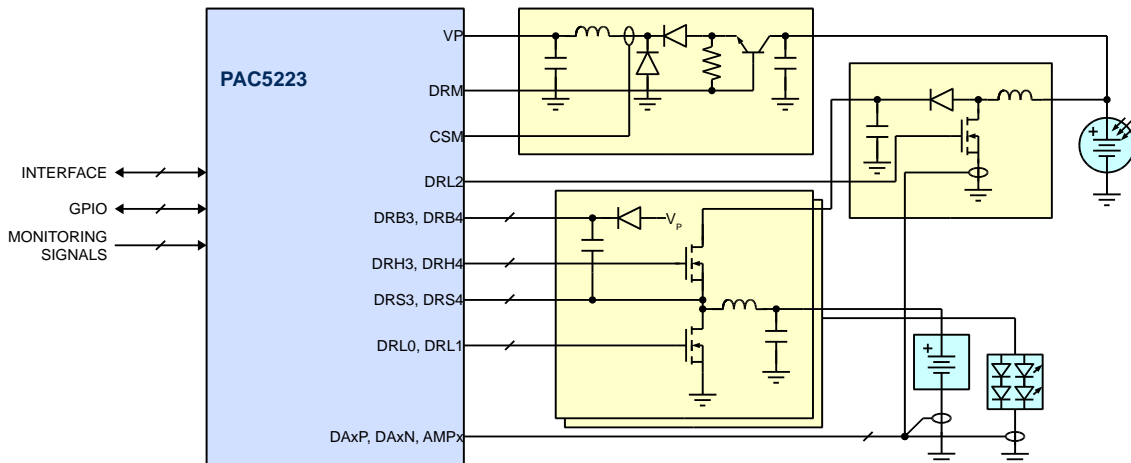 PAC5223
VP
DRM
CSM
DRL2
DRB3, DRB4
DRH3, DRH4
DRS3, DRS4
DRL0, DRL1
DAxP, DAxN, AMPx
INTERFACE
GPIO
MONITORING
SIGNALS
VP
+
+